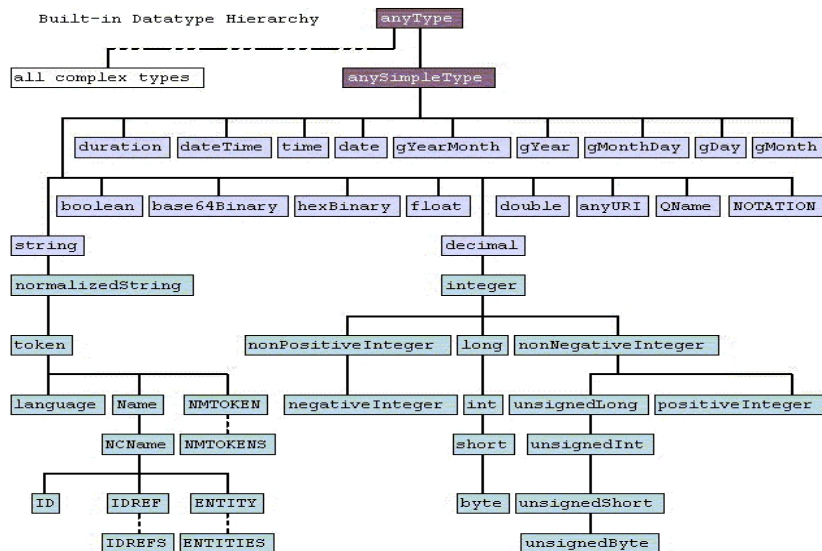 Built-in Datatype Hierarchy anyType
all complex types anySimpleType
duration dateTime time date gYearMonth gYear gMonthDay gDay gMonth
boolean base64Binary hexBinary float double anyURI QName NOTATION
string decimal
normalizedString integer
token nonPositiveInteger long nonNegativeInteger
language Name NMTOKEN negativeInteger int unsignedLong positiveInteger
NCName NMTOKENS short unsignedInt
ID IDREF ENTITY byte unsignedShort
IDREFS ENTITIES unsignedByte